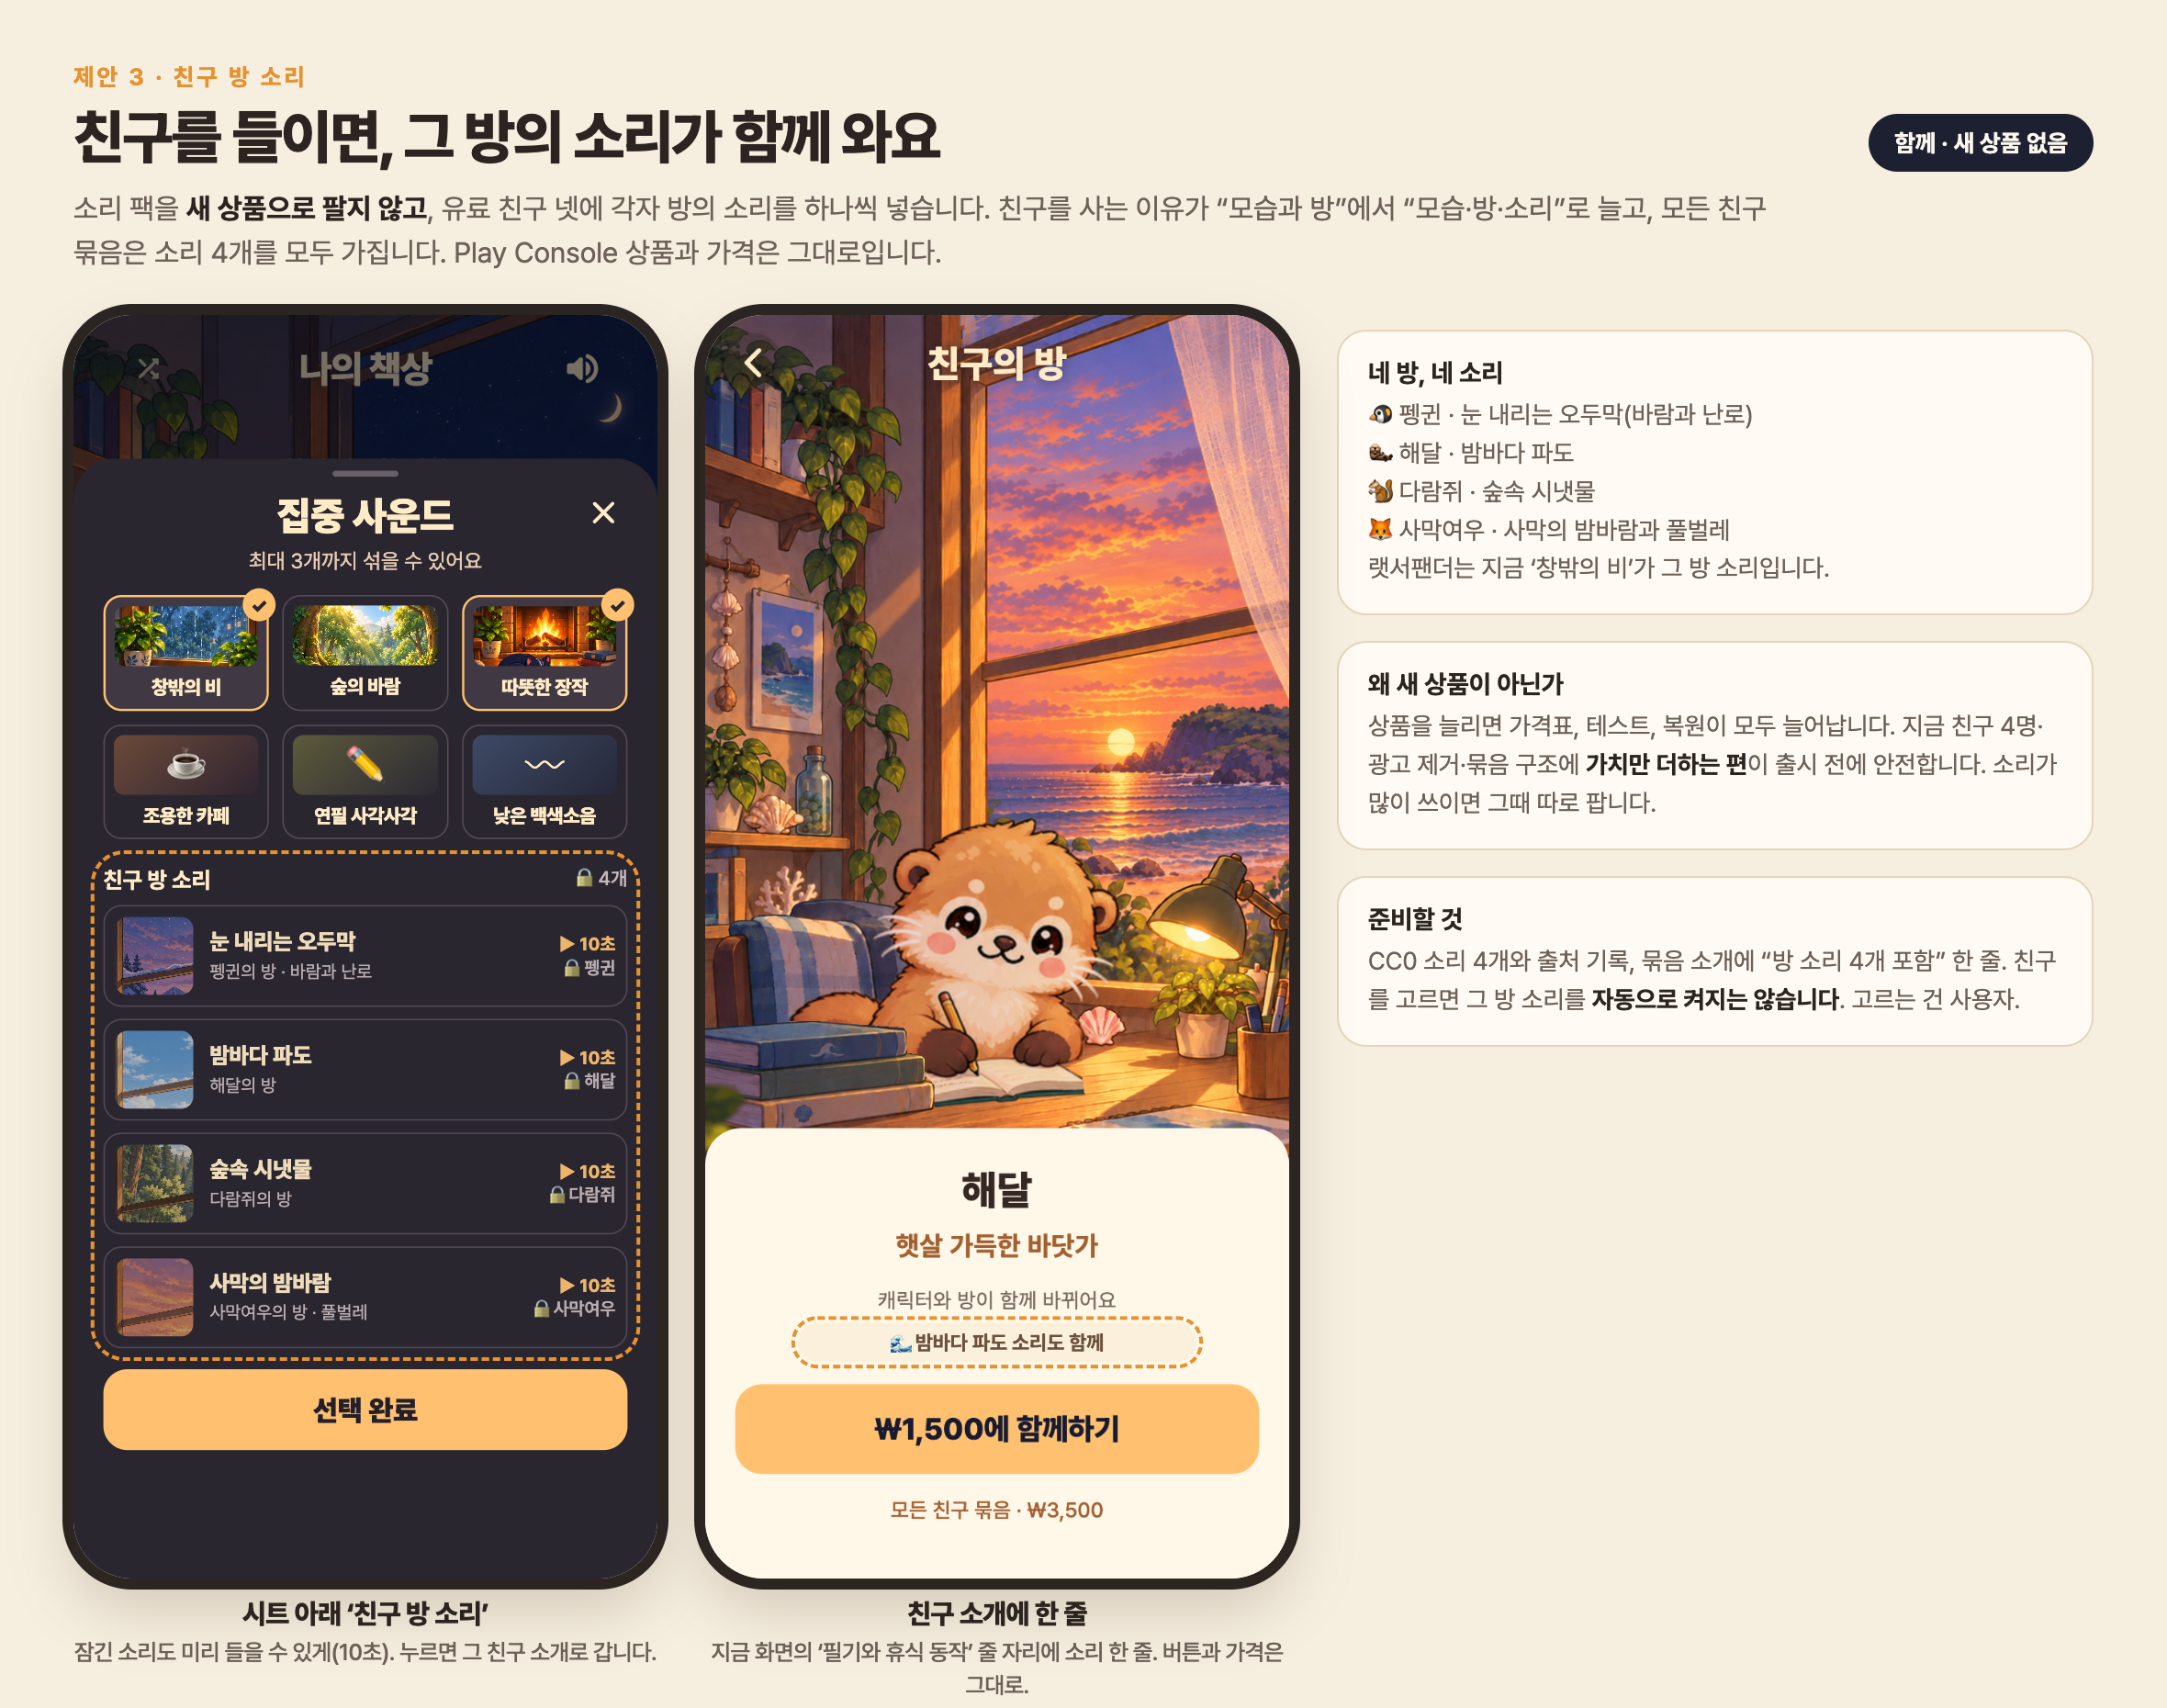 제안 3 · 친구 방 소리
친구를 들이면, 그 방의 소리가 함께 와요
함께 · 새 상품 없음
소리 팩을 새 상품으로 팔지 않고, 유료 친구 넷에 각자 방의 소리를 하나씩 넣습니다. 친구를 사는 이유가 “모습과 방”에서 “모습·방·소리”로 늘고, 모든 친구
묶음은 소리 4개를 모두 가집니다. Play Console 상품과 가격은 그대로입니다.
나의 책상
집중 사운드
최대 3개까지 섞을 수 있어요
창밖의 비
숲의 바람
따뜻한 장작
조용한 카페
연필 사각사각
낮은 백색소음
친구 방 소리
4개
눈 내리는 오두막
펭귄의 방 · 바람과 난로
▶ 10초
펭귄
밤바다 파도
해달의 방
▶ 10초
해달
숲속 시냇물
다람쥐의 방
▶ 10초
다람쥐
사막의 밤바람
사막여우의 방 · 풀벌레
▶ 10초
사막여우
선택 완료
시트 아래 ‘친구 방 소리’
잠긴 소리도 미리 들을 수 있게(10초). 누르면 그 친구 소개로 갑니다.
친구의 방
해달
햇살 가득한 바닷가
캐릭터와 방이 함께 바뀌어요
🌊 밤바다 파도 소리도 함께
₩1,500에 함께하기
모든 친구 묶음 · ₩3,500
친구 소개에 한 줄
지금 화면의 ‘필기와 휴식 동작’ 줄 자리에 소리 한 줄. 버튼과 가격은
그대로.
네 방, 네 소리
🐧 펭귄 · 눈 내리는 오두막(바람과 난로)
🦦 해달 · 밤바다 파도
🐿️ 다람쥐 · 숲속 시냇물
🦊 사막여우 · 사막의 밤바람과 풀벌레
랫서팬더는 지금 ‘창밖의 비’가 그 방 소리입니다.
왜 새 상품이 아닌가
상품을 늘리면 가격표, 테스트, 복원이 모두 늘어납니다. 지금 친구 4명·
광고 제거·묶음 구조에 가치만 더하는 편이 출시 전에 안전합니다. 소리가
많이 쓰이면 그때 따로 팝니다.
준비할 것
CC0 소리 4개와 출처 기록, 묶음 소개에 “방 소리 4개 포함” 한 줄. 친구
를 고르면 그 방 소리를 자동으로 켜지는 않습니다. 고르는 건 사용자.